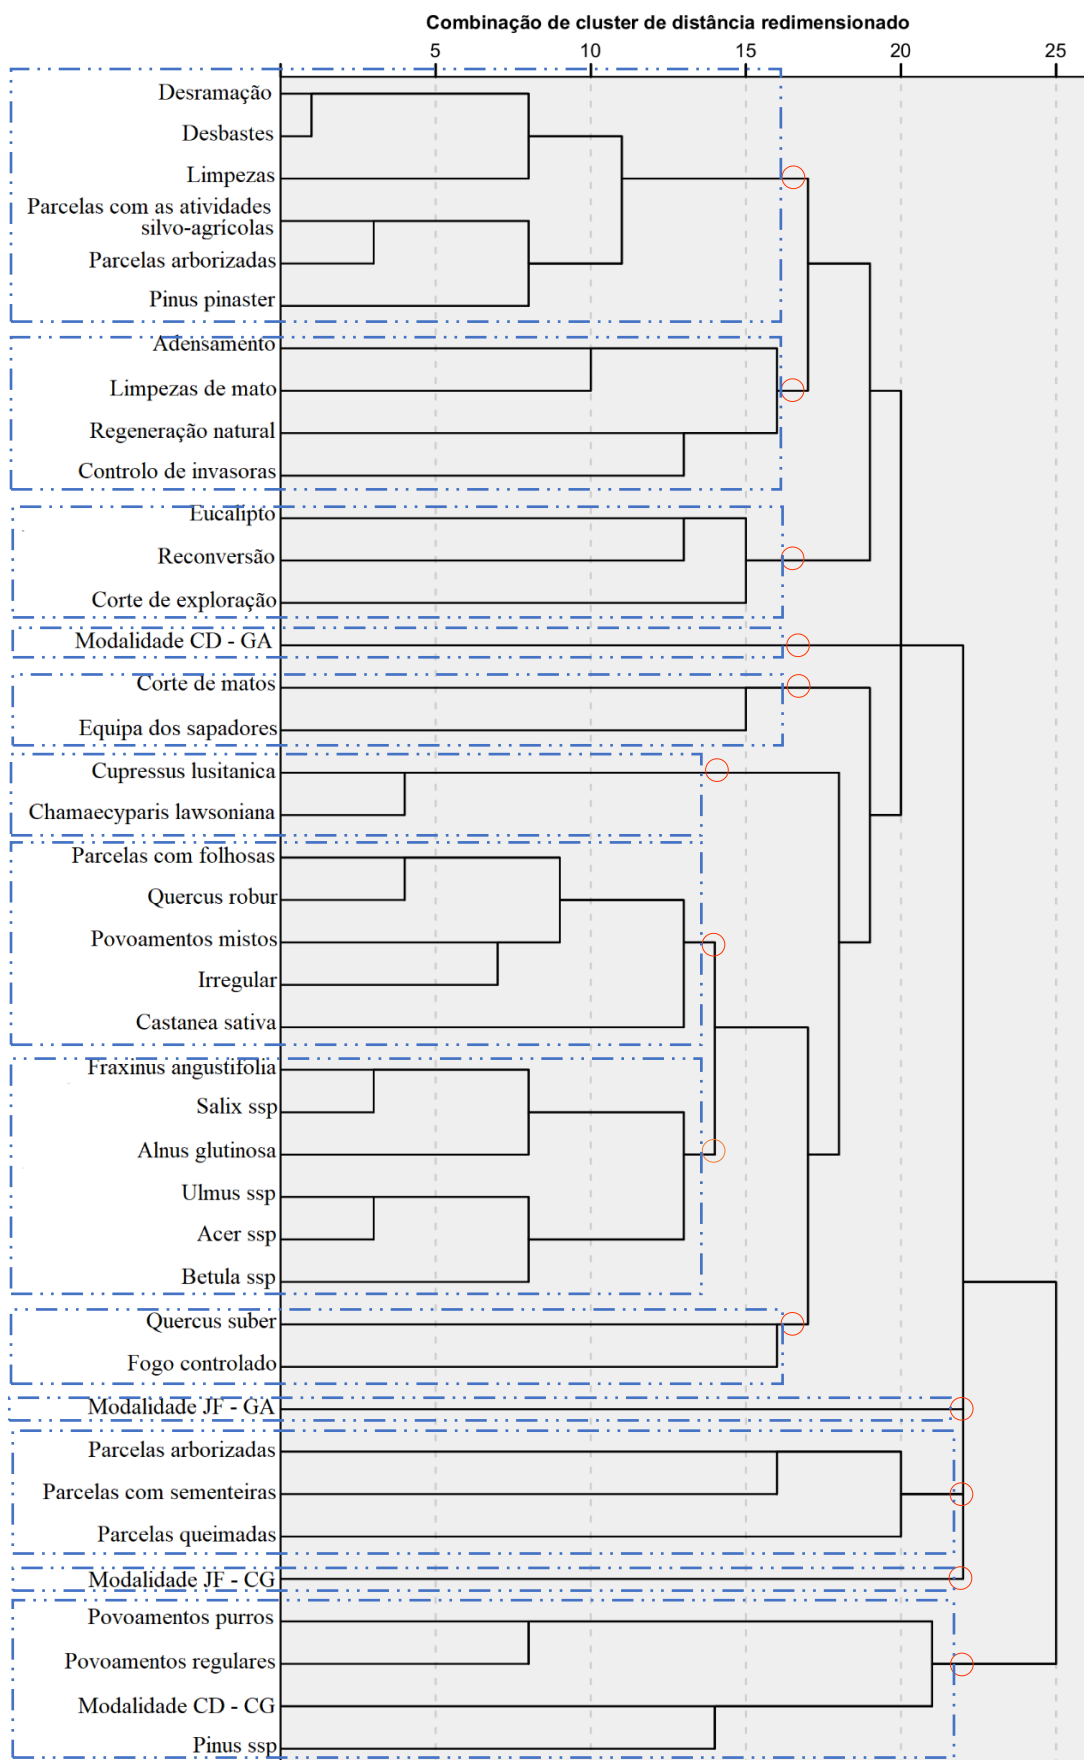 Combinação de cluster de distância redimensionado
5 10 15 20 25
Desramação
Desbastes
Limpezas
Parcelas com as atividades
silvo-agrícolas
Parcelas arborizadas
Pinus pinaster
Adensamento
Limpezas de mato
Regeneração natural
Controlo de invasoras
Eucalipto
Reconversão
Corte de exploração
Modalidade CD - GA
Corte de matos
Equipa dos sapadores
Cupressus lusitanica
Chamaecyparis lawsoniana
Parcelas com folhosas
Quercus robur
Povoamentos mistos
Irregular
Castanea sativa
Fraxinus angustifolia
Salix ssp
Alnus glutinosa
Ulmus ssp
Acer ssp
Betula ssp
Quercus suber
Fogo controlado
Modalidade JF - GA
Parcelas arborizadas
Parcelas com sementeiras
Parcelas queimadas
Modalidade JF - CG
Povoamentos purros
Povoamentos regulares
Modalidade CD - CG
Pinus ssp